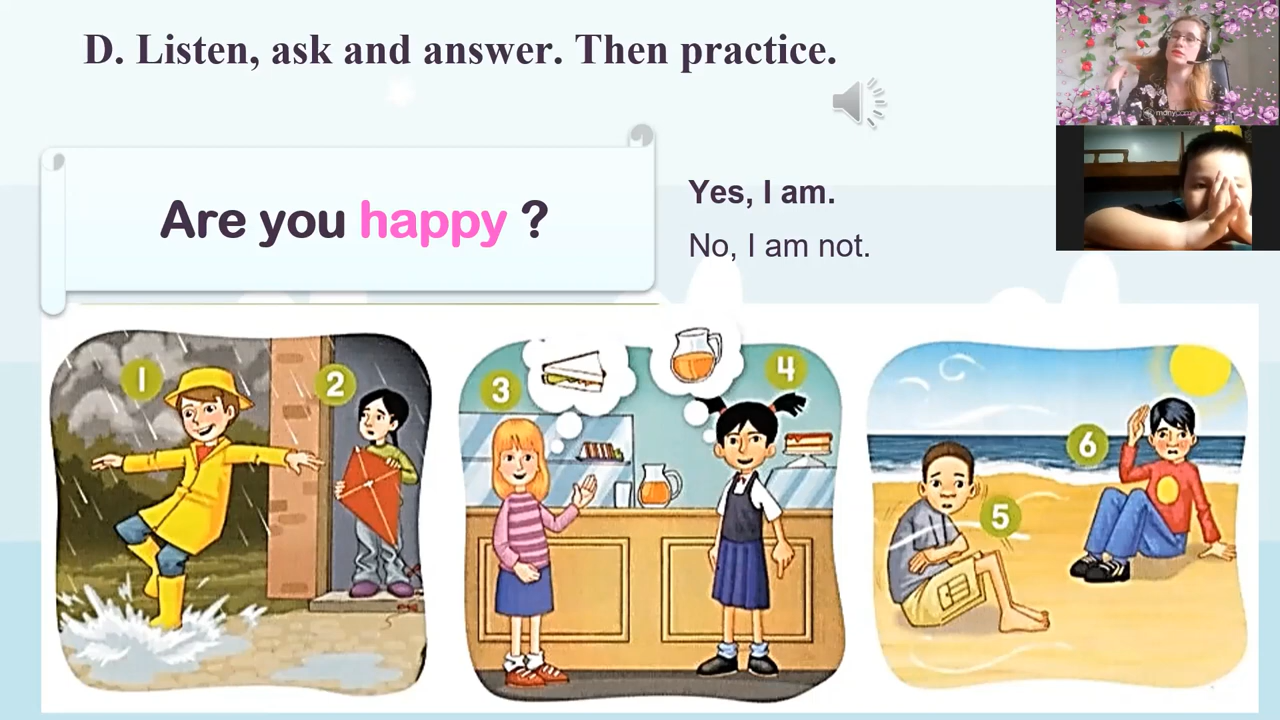 D. Listen, ask and answer. Then practice.
Are you happy ?
Yes, I am.
No, I am not.
1
2
3
4
5
6